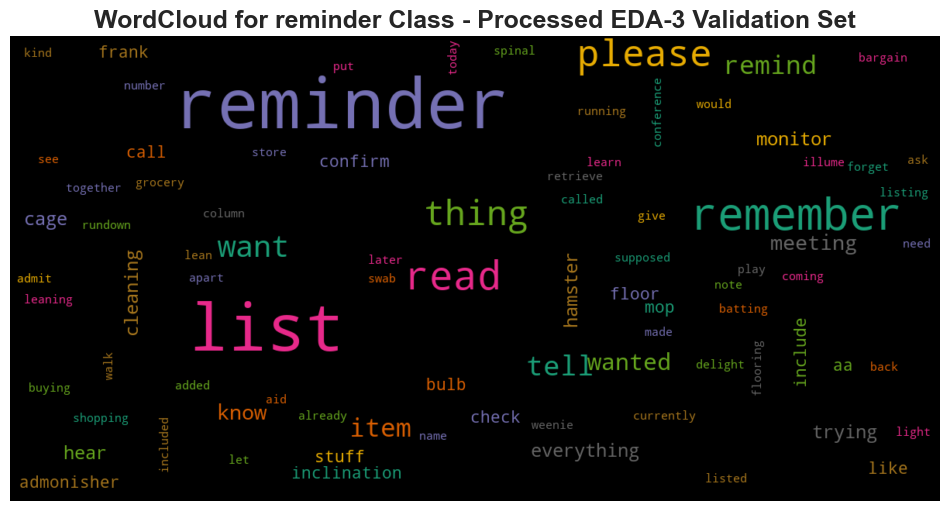 WordCloud for reminder Class - Processed EDA-3 Validation Set
kind
frank
put
today
spinal
please
remind
bargain
number
reminder
running
conference
would
monitor
see
call
store
confirm
learn
retrieve
illume
forget
ask
together
grocery
called
listing
cage
rundown
column
thing
give
remember
want
meeting
need
admit
cleaning
lean
apart
later
swab
read
hamster
supposed
floor
play
note
coming
leaning
list
mop
batting
made
include
walk
tell
wanted
delight
flooring
aa
back
buying
added
bulb
aid
shopping
know
already
item
name
check
weenie
currently
trying
light
included
hear
let
stuff
inclination
everything
like
admonisher
listed